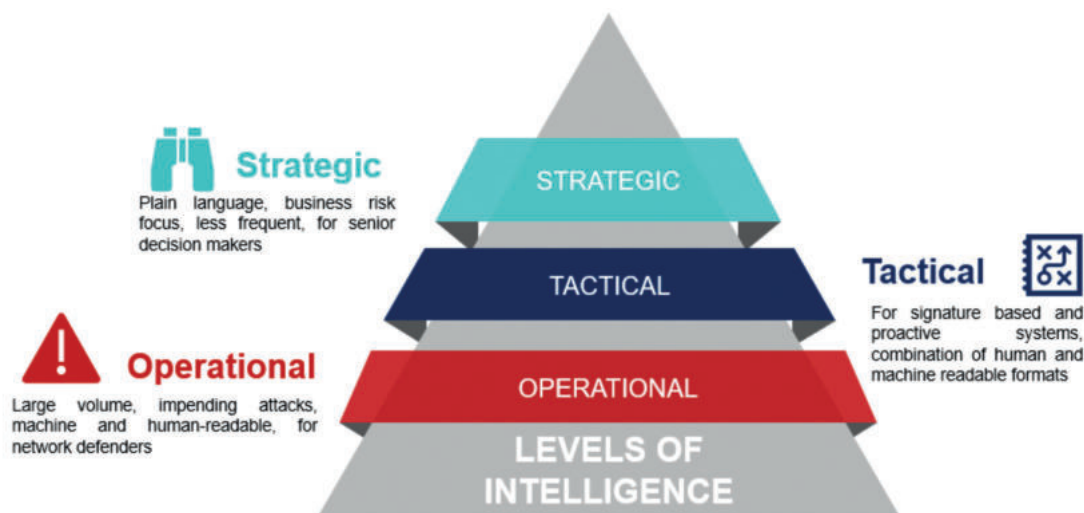 Strategic
Plain language, business risk
focus, less frequent, for senior
decision makers
STRATEGIC
TACTICAL
Tactical
For signature based and
proactive systems,
combination of human and
machine readable formats
Operational
Large volume, impending attacks,
machine and human-readable, for
network defenders
OPERATIONAL
LEVELS OF
INTELLIGENCE